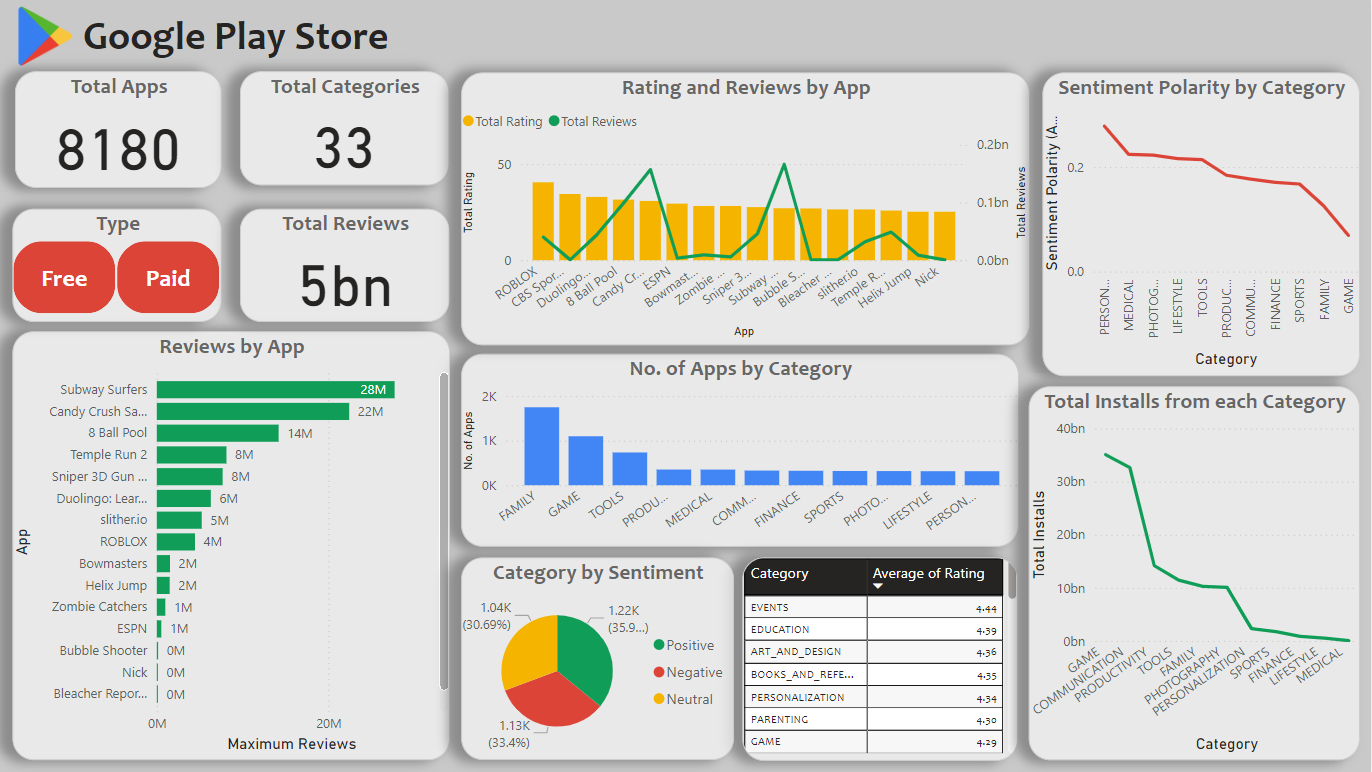 Google Play Store
Total Apps
8180
Total Categories
33
Type
Free
Paid
Total Reviews
5bn
Reviews by App
App
Subway Surfers 28M
Candy Crush Sa... 22M
8 Ball Pool 14M
Temple Run 2 8M
Sniper 3D Gun ... 8M
Duolingo: Lear... 6M
slither.io 5M
ROBLOX 4M
Bowmasters 2M
Helix Jump 2M
Zombie Catchers 1M
ESPN 1M
Bubble Shooter 0M
Nick 0M
Bleacher Repor... 0M
0M 20M
Maximum Reviews
Rating and Reviews by App
Total Rating Total Reviews
Total Rating
50
0
0.2bn
0.1bn
0.0bn
Total Reviews
ROBLOX
CBS Spor...
Duolingo...
8 Ball Pool
Candy Cr...
ESPN
Bowmast...
Zombie ...
Sniper 3...
Subway ...
Bubble S...
Bleacher ...
slither.io
Temple R...
Helix Jump
Nick
App
No. of Apps by Category
No. of Apps
2K
1K
0K
FAMILY
GAME
TOOLS
PRODU...
MEDICAL
COMM...
FINANCE
SPORTS
PHOTO...
LIFESTYLE
PERSON...
Category by Sentiment
1.04K
(30.69%)
1.22K
(35.9...)
1.13K
(33.4%)
Positive
Negative
Neutral
Category Average of Rating
EVENTS 4.44
EDUCATION 4.39
ART_AND_DESIGN 4.36
BOOKS_AND_REFE... 4.35
PERSONALIZATION 4.34
PARENTING 4.30
GAME 4.29
Sentiment Polarity by Category
Sentiment Polarity (A...
0.2
0.0
PERSON...
MEDICAL
PHOTOG...
LIFESTYLE
TOOLS
PRODUC...
COMMU...
FINANCE
SPORTS
FAMILY
GAME
Category
Total Installs from each Category
Total Installs
40bn
30bn
20bn
10bn
0bn
GAME
COMMUNICATION
PRODUCTIVITY
TOOLS
FAMILY
PHOTOGRAPHY
PERSONALIZATION
SPORTS
FINANCE
LIFESTYLE
MEDICAL
Category